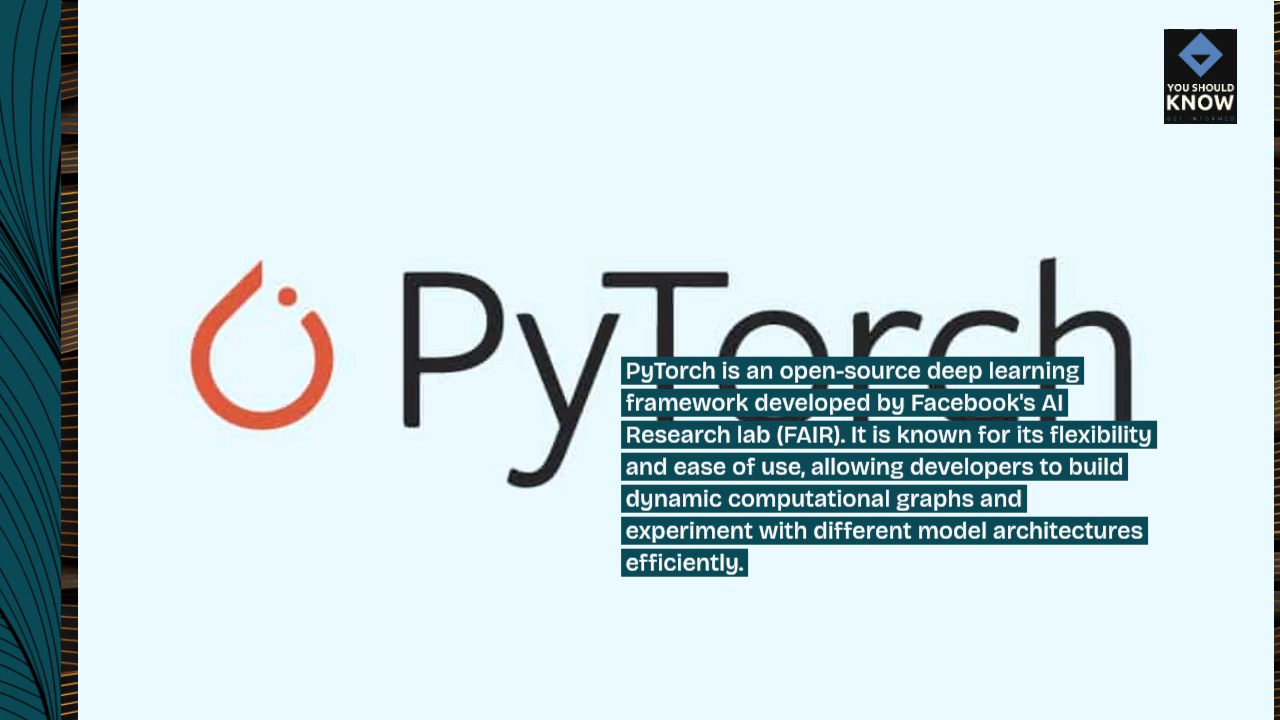 YOU SHOULD
KNOW
GET INFORMED
PyTorch
PyTorch is an open-source deep learning
framework developed by Facebook's AI
Research lab (FAIR). It is known for its flexibility
and ease of use, allowing developers to build
dynamic computational graphs and
experiment with different model architectures
efficiently.